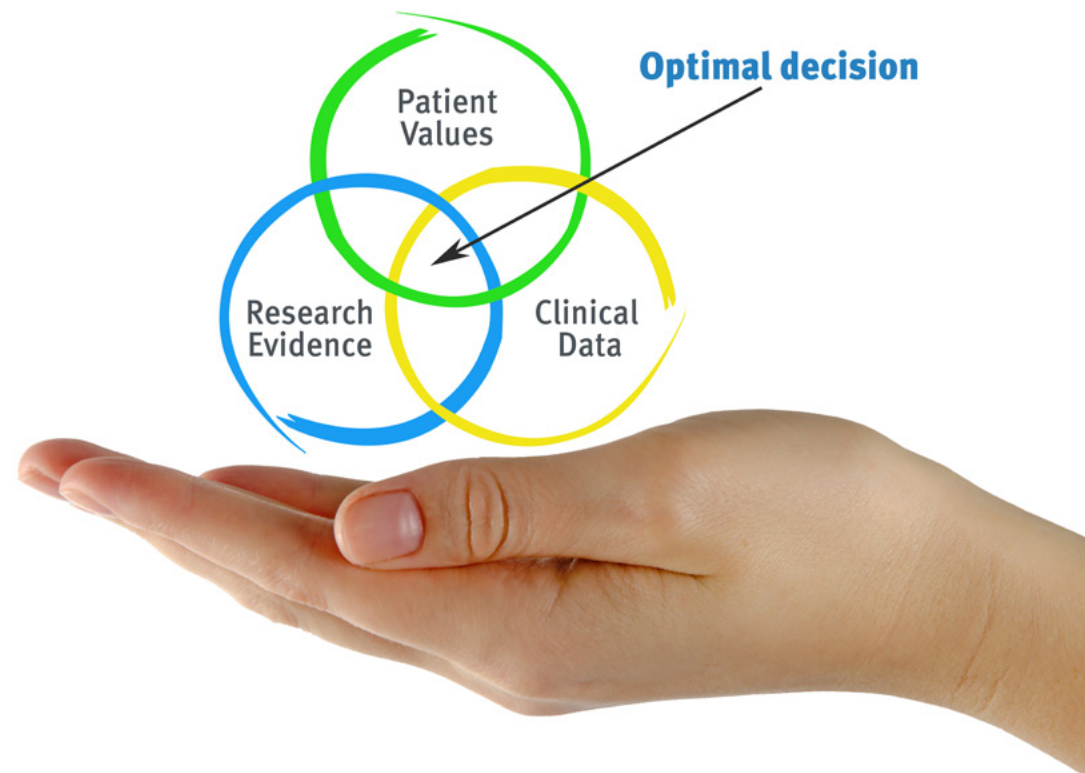 Optimal decision
Patient
Values
Research
Evidence
Clinical
Data